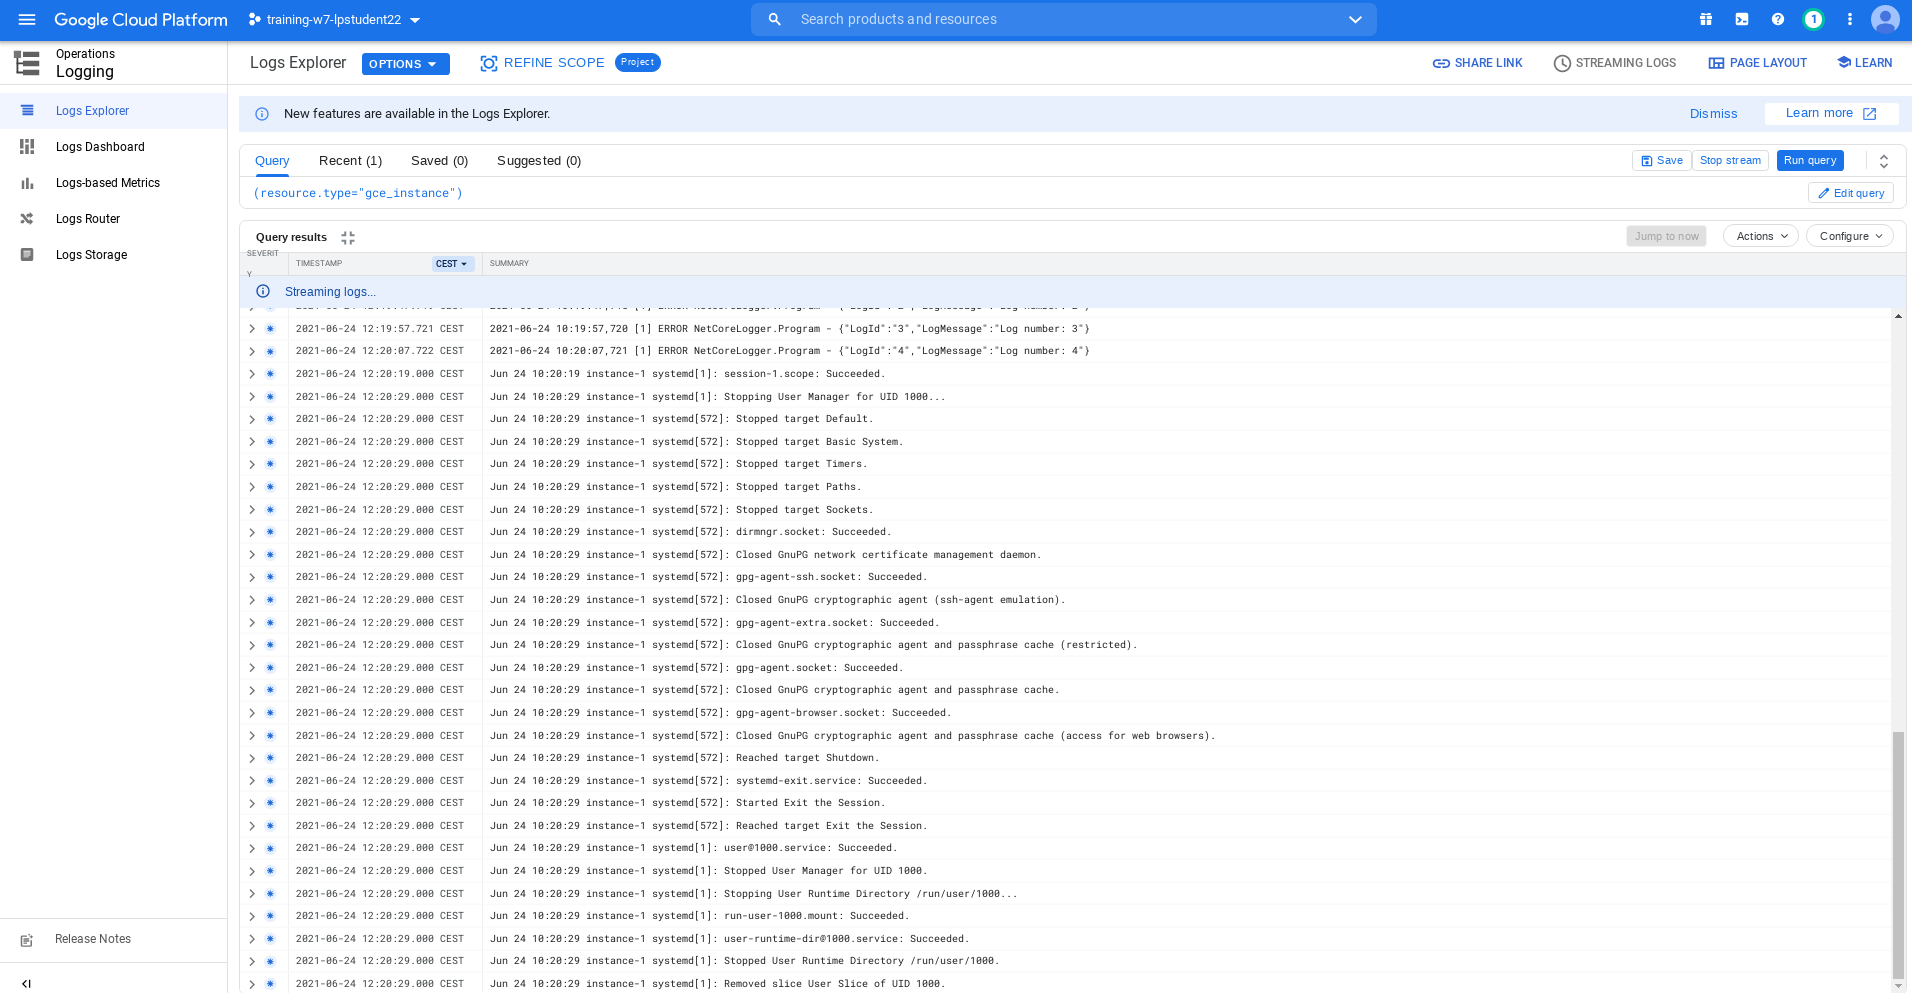 Google Cloud Platform training-w7-lpstudent22 Search products and resources 1
Operations
Logging
Logs Explorer OPTIONS REFINE SCOPE Project SHARE LINK STREAMING LOGS PAGE LAYOUT LEARN
Logs Explorer
Logs Dashboard
Logs-based Metrics
Logs Router
Logs Storage
Release Notes
New features are available in the Logs Explorer. Dismiss Learn more
Query Recent (1) Saved (0) Suggested (0) Save Stop stream Run query
(resource.type="gce_instance") Edit query
Query results Jump to now Actions Configure
SEVERITY TIMESTAMP CEST SUMMARY
Streaming logs...
2021-06-24 12:19:57.721 CEST 2021-06-24 10:19:57,720 [1] ERROR NetCoreLogger.Program - {"LogId":"3","LogMessage":"Log number: 3"}
2021-06-24 12:20:07.722 CEST 2021-06-24 10:20:07,721 [1] ERROR NetCoreLogger.Program - {"LogId":"4","LogMessage":"Log number: 4"}
2021-06-24 12:20:19.000 CEST Jun 24 10:20:19 instance-1 systemd[1]: session-1.scope: Succeeded.
2021-06-24 12:20:29.000 CEST Jun 24 10:20:29 instance-1 systemd[1]: Stopping User Manager for UID 1000...
2021-06-24 12:20:29.000 CEST Jun 24 10:20:29 instance-1 systemd[572]: Stopped target Default.
2021-06-24 12:20:29.000 CEST Jun 24 10:20:29 instance-1 systemd[572]: Stopped target Basic System.
2021-06-24 12:20:29.000 CEST Jun 24 10:20:29 instance-1 systemd[572]: Stopped target Timers.
2021-06-24 12:20:29.000 CEST Jun 24 10:20:29 instance-1 systemd[572]: Stopped target Paths.
2021-06-24 12:20:29.000 CEST Jun 24 10:20:29 instance-1 systemd[572]: Stopped target Sockets.
2021-06-24 12:20:29.000 CEST Jun 24 10:20:29 instance-1 systemd[572]: dirmngr.socket: Succeeded.
2021-06-24 12:20:29.000 CEST Jun 24 10:20:29 instance-1 systemd[572]: Closed GnuPG network certificate management daemon.
2021-06-24 12:20:29.000 CEST Jun 24 10:20:29 instance-1 systemd[572]: gpg-agent-ssh.socket: Succeeded.
2021-06-24 12:20:29.000 CEST Jun 24 10:20:29 instance-1 systemd[572]: Closed GnuPG cryptographic agent (ssh-agent emulation).
2021-06-24 12:20:29.000 CEST Jun 24 10:20:29 instance-1 systemd[572]: gpg-agent-extra.socket: Succeeded.
2021-06-24 12:20:29.000 CEST Jun 24 10:20:29 instance-1 systemd[572]: Closed GnuPG cryptographic agent and passphrase cache (restricted).
2021-06-24 12:20:29.000 CEST Jun 24 10:20:29 instance-1 systemd[572]: gpg-agent.socket: Succeeded.
2021-06-24 12:20:29.000 CEST Jun 24 10:20:29 instance-1 systemd[572]: Closed GnuPG cryptographic agent and passphrase cache.
2021-06-24 12:20:29.000 CEST Jun 24 10:20:29 instance-1 systemd[572]: gpg-agent-browser.socket: Succeeded.
2021-06-24 12:20:29.000 CEST Jun 24 10:20:29 instance-1 systemd[572]: Closed GnuPG cryptographic agent and passphrase cache (access for web browsers).
2021-06-24 12:20:29.000 CEST Jun 24 10:20:29 instance-1 systemd[572]: Reached target Shutdown.
2021-06-24 12:20:29.000 CEST Jun 24 10:20:29 instance-1 systemd[572]: systemd-exit.service: Succeeded.
2021-06-24 12:20:29.000 CEST Jun 24 10:20:29 instance-1 systemd[572]: Started Exit the Session.
2021-06-24 12:20:29.000 CEST Jun 24 10:20:29 instance-1 systemd[572]: Reached target Exit the Session.
2021-06-24 12:20:29.000 CEST Jun 24 10:20:29 instance-1 systemd[1]: user@1000.service: Succeeded.
2021-06-24 12:20:29.000 CEST Jun 24 10:20:29 instance-1 systemd[1]: Stopped User Manager for UID 1000.
2021-06-24 12:20:29.000 CEST Jun 24 10:20:29 instance-1 systemd[1]: Stopping User Runtime Directory /run/user/1000...
2021-06-24 12:20:29.000 CEST Jun 24 10:20:29 instance-1 systemd[1]: run-user-1000.mount: Succeeded.
2021-06-24 12:20:29.000 CEST Jun 24 10:20:29 instance-1 systemd[1]: user-runtime-dir@1000.service: Succeeded.
2021-06-24 12:20:29.000 CEST Jun 24 10:20:29 instance-1 systemd[1]: Stopped User Runtime Directory /run/user/1000.
2021-06-24 12:20:29.000 CEST Jun 24 10:20:29 instance-1 systemd[1]: Removed slice User Slice of UID 1000.